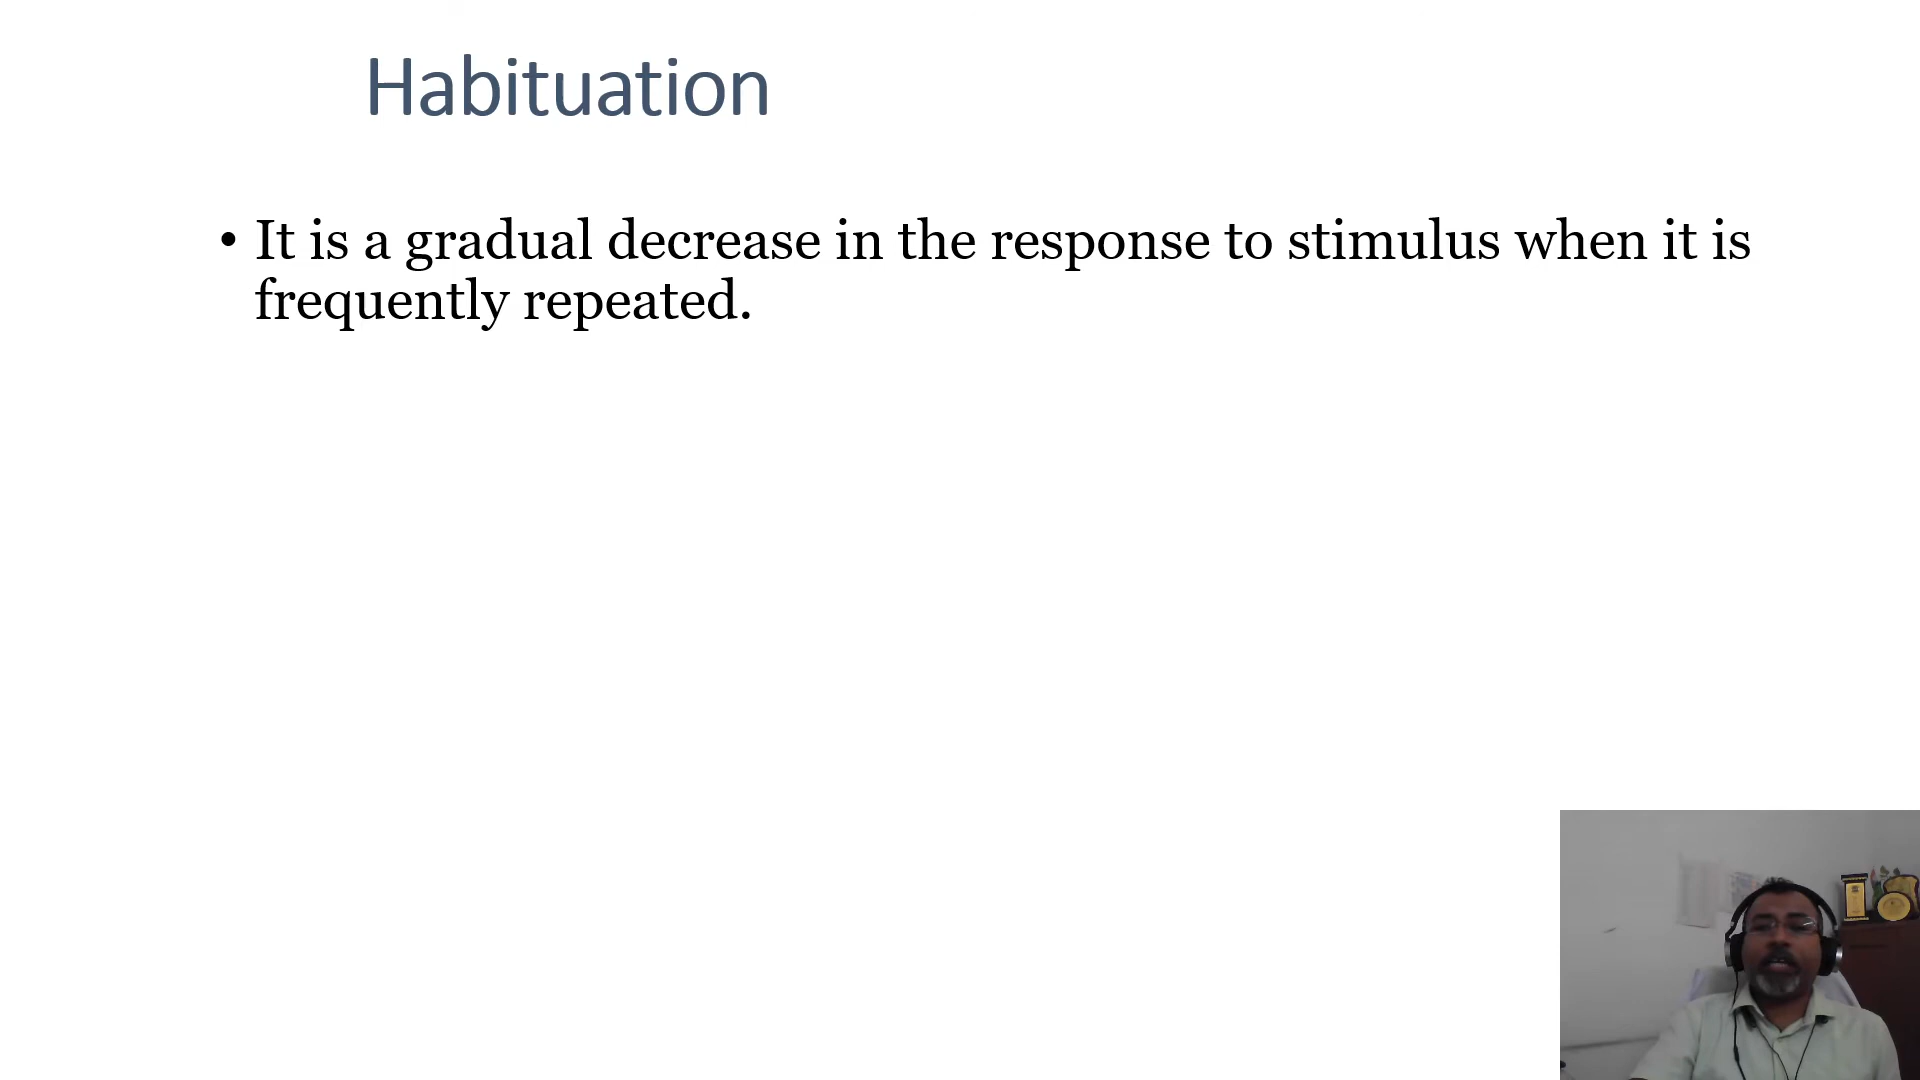 Habituation
• It is a gradual decrease in the response to stimulus when it is
frequently repeated.